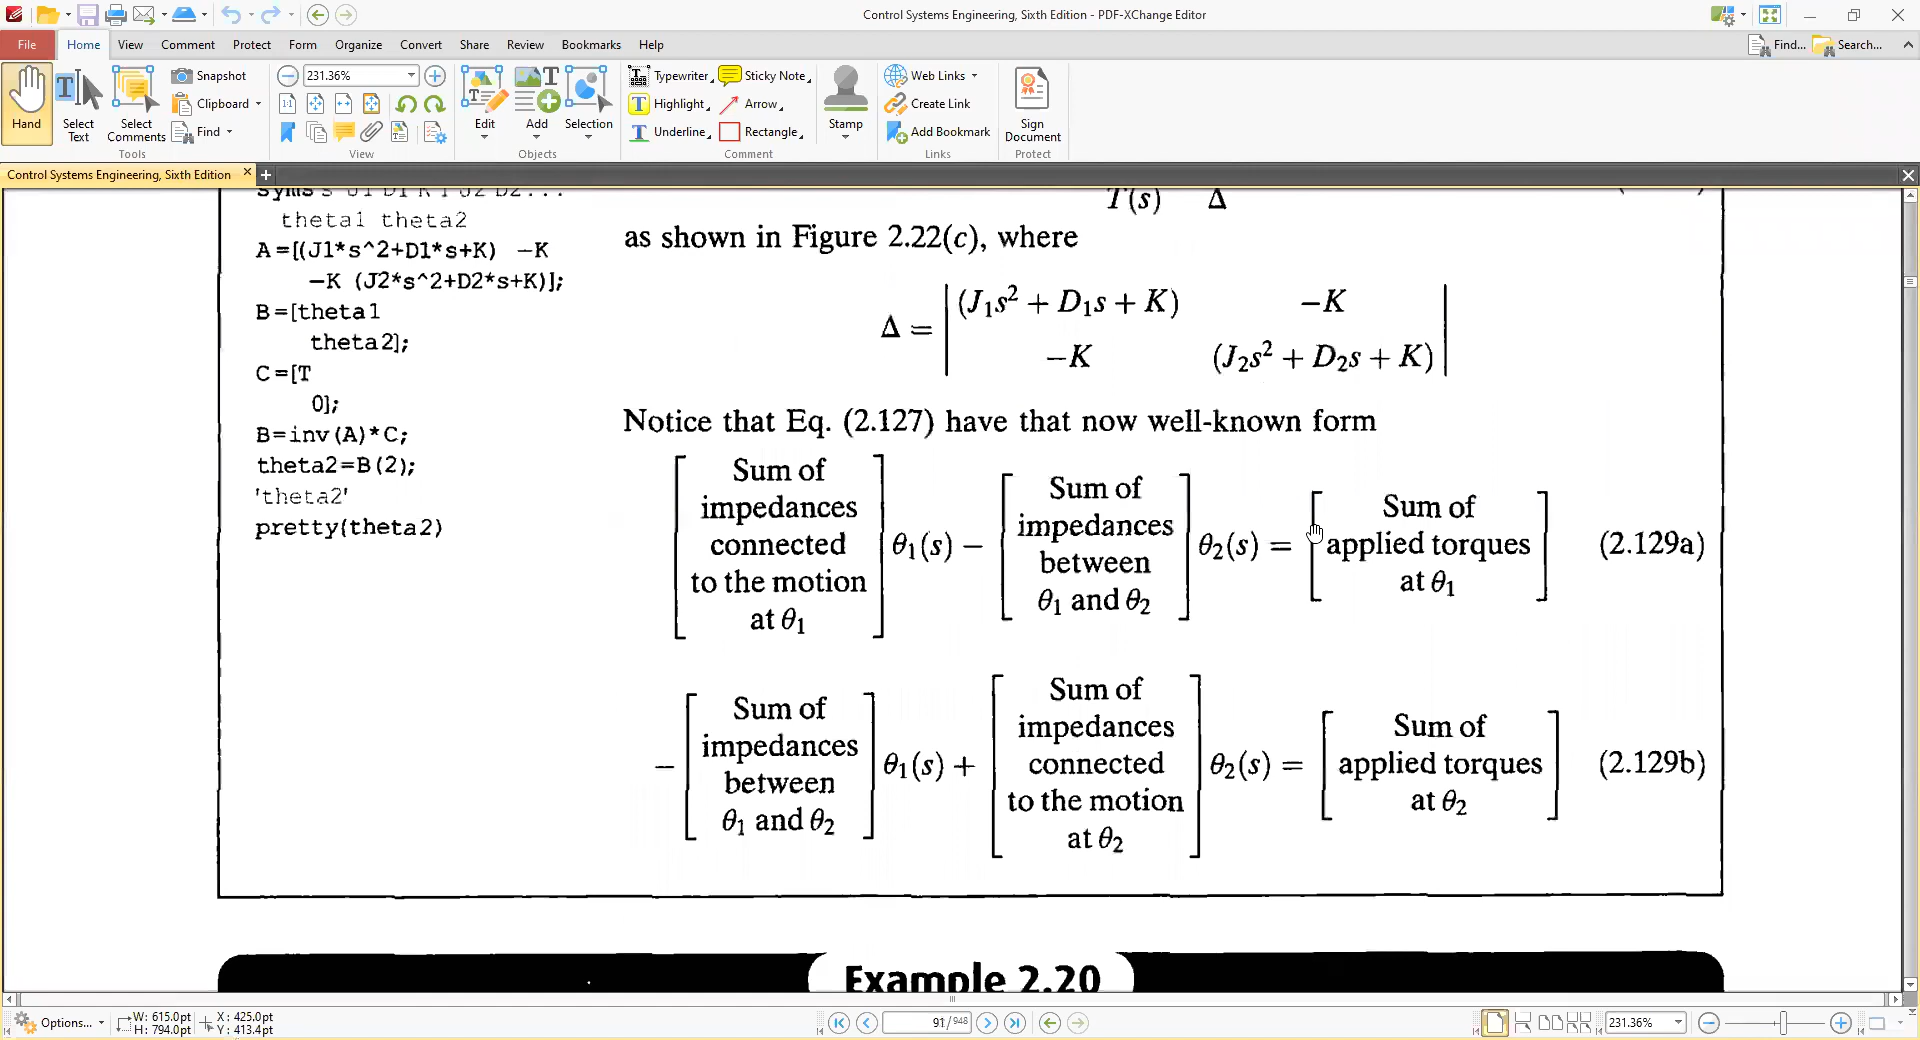 Control Systems Engineering, Sixth Edition - PDF-XChange Editor
File Home View Comment Protect Form Organize Convert Share Review Bookmarks Help
Find... Search...
Hand
Select Text
Select Comments
Snapshot
Clipboard
Find
Tools
231.36%
View
Edit
Add
Selection
Objects
Typewriter
Highlight
Underline
Sticky Note
Arrow
Rectangle
Comment
Stamp
Web Links
Create Link
Add Bookmark
Links
Sign Document
Protect
Control Systems Engineering, Sixth Edition
theta1 theta2
A=[(J1*s^2+D1*s+K) -K
-K (J2*s^2+D2*s+K)];
B=[theta1
theta2];
C=[T
0];
B=inv(A)*C;
theta2=B(2);
'theta2'
pretty(theta2)
T(s) Δ
as shown in Figure 2.22(c), where
Δ = | (J₁s² + D₁s + K) -K |
| -K (J₂s² + D₂s + K) |
Notice that Eq. (2.127) have that now well-known form
[Sum of impedances connected to the motion at θ₁] θ₁(s) − [Sum of impedances between θ₁ and θ₂] θ₂(s) = [Sum of applied torques at θ₁] (2.129a)
− [Sum of impedances between θ₁ and θ₂] θ₁(s) + [Sum of impedances connected to the motion at θ₂] θ₂(s) = [Sum of applied torques at θ₂] (2.129b)
Example 2.20
Options...
W: 615.0pt
H: 794.0pt
X: 425.0pt
Y: 413.4pt
91/948
231.36%